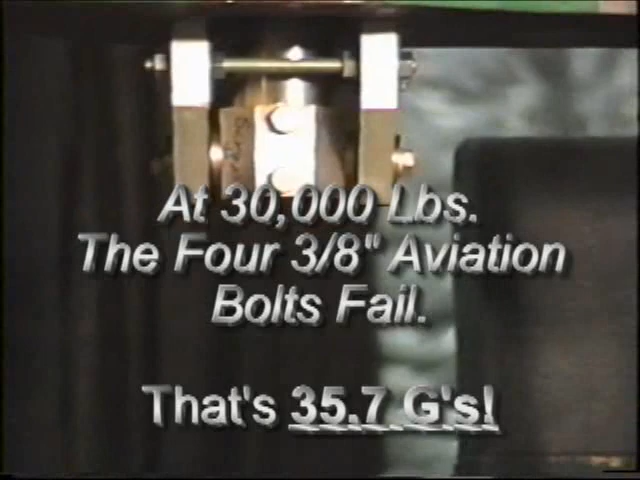 At 30,000 Lbs.
The Four 3/8" Aviation
Bolts Fail.
That's 35.7 G's!